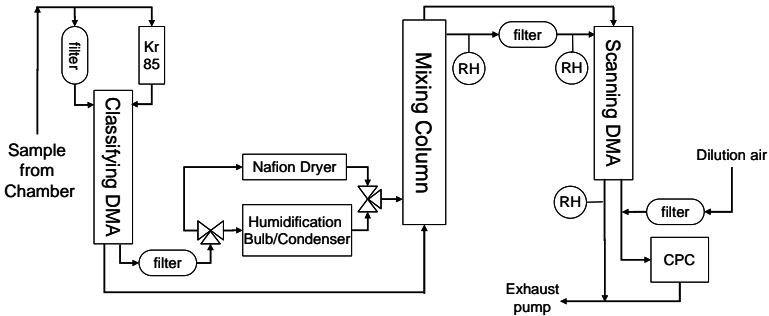 filter
Kr
85
Classifying DMA
Sample
from
Chamber
filter
Nafion Dryer
Humidification
Bulb/Condenser
Mixing Column
RH
filter
RH
Scanning DMA
RH
Dilution air
filter
CPC
Exhaust
pump